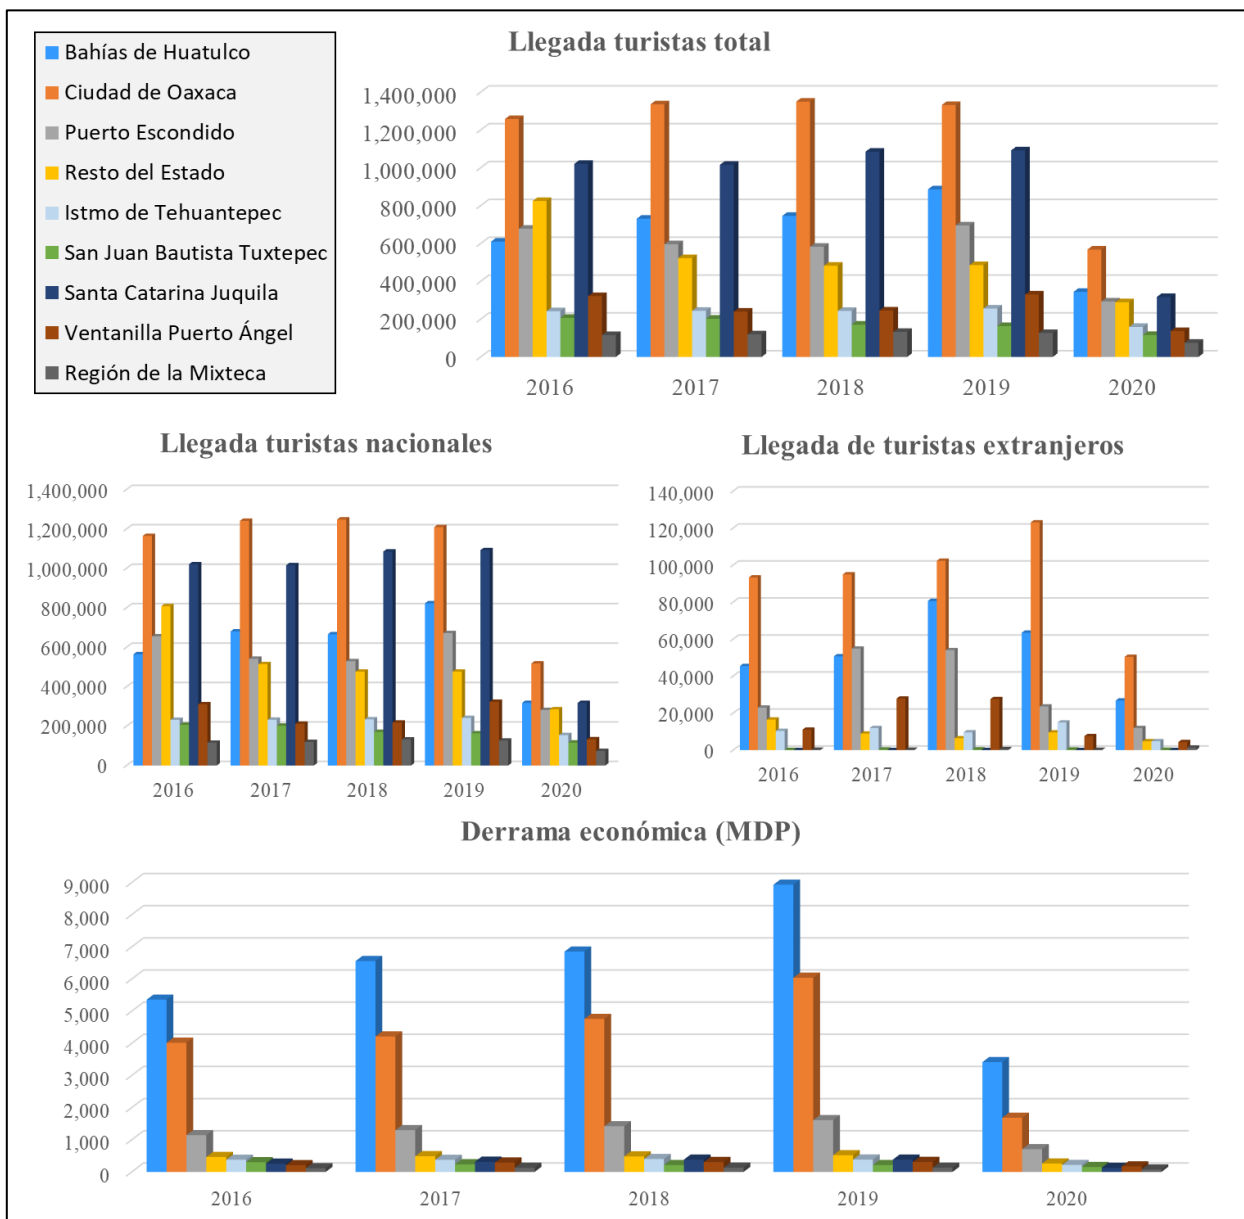 Bahías de Huatulco
Ciudad de Oaxaca
Puerto Escondido
Resto del Estado
Istmo de Tehuantepec
San Juan Bautista Tuxtepec
Santa Catarina Juquila
Ventanilla Puerto Ángel
Región de la Mixteca
Llegada turistas total
1,400,000
1,200,000
1,000,000
800,000
600,000
400,000
200,000
0
2016 2017 2018 2019 2020
Llegada turistas nacionales
1,400,000
1,200,000
1,000,000
800,000
600,000
400,000
200,000
0
2016 2017 2018 2019 2020
Llegada de turistas extranjeros
140,000
120,000
100,000
80,000
60,000
40,000
20,000
0
2016 2017 2018 2019 2020
Derrama económica (MDP)
9,000
8,000
7,000
6,000
5,000
4,000
3,000
2,000
1,000
0
2016 2017 2018 2019 2020